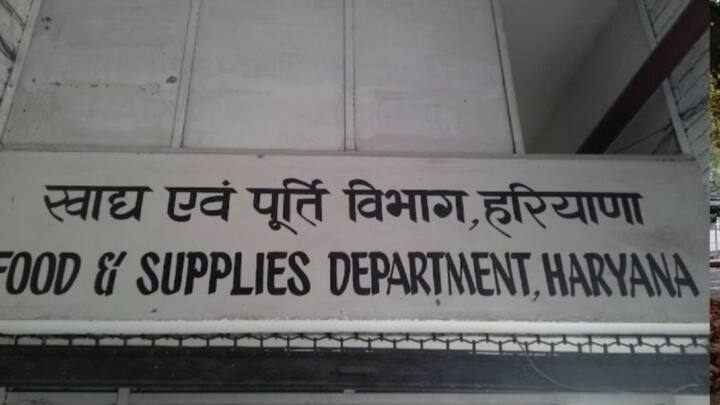 खाद्य एवं पूर्ति विभाग, हरियाणा
FOOD & SUPPLIES DEPARTMENT, HARYANA